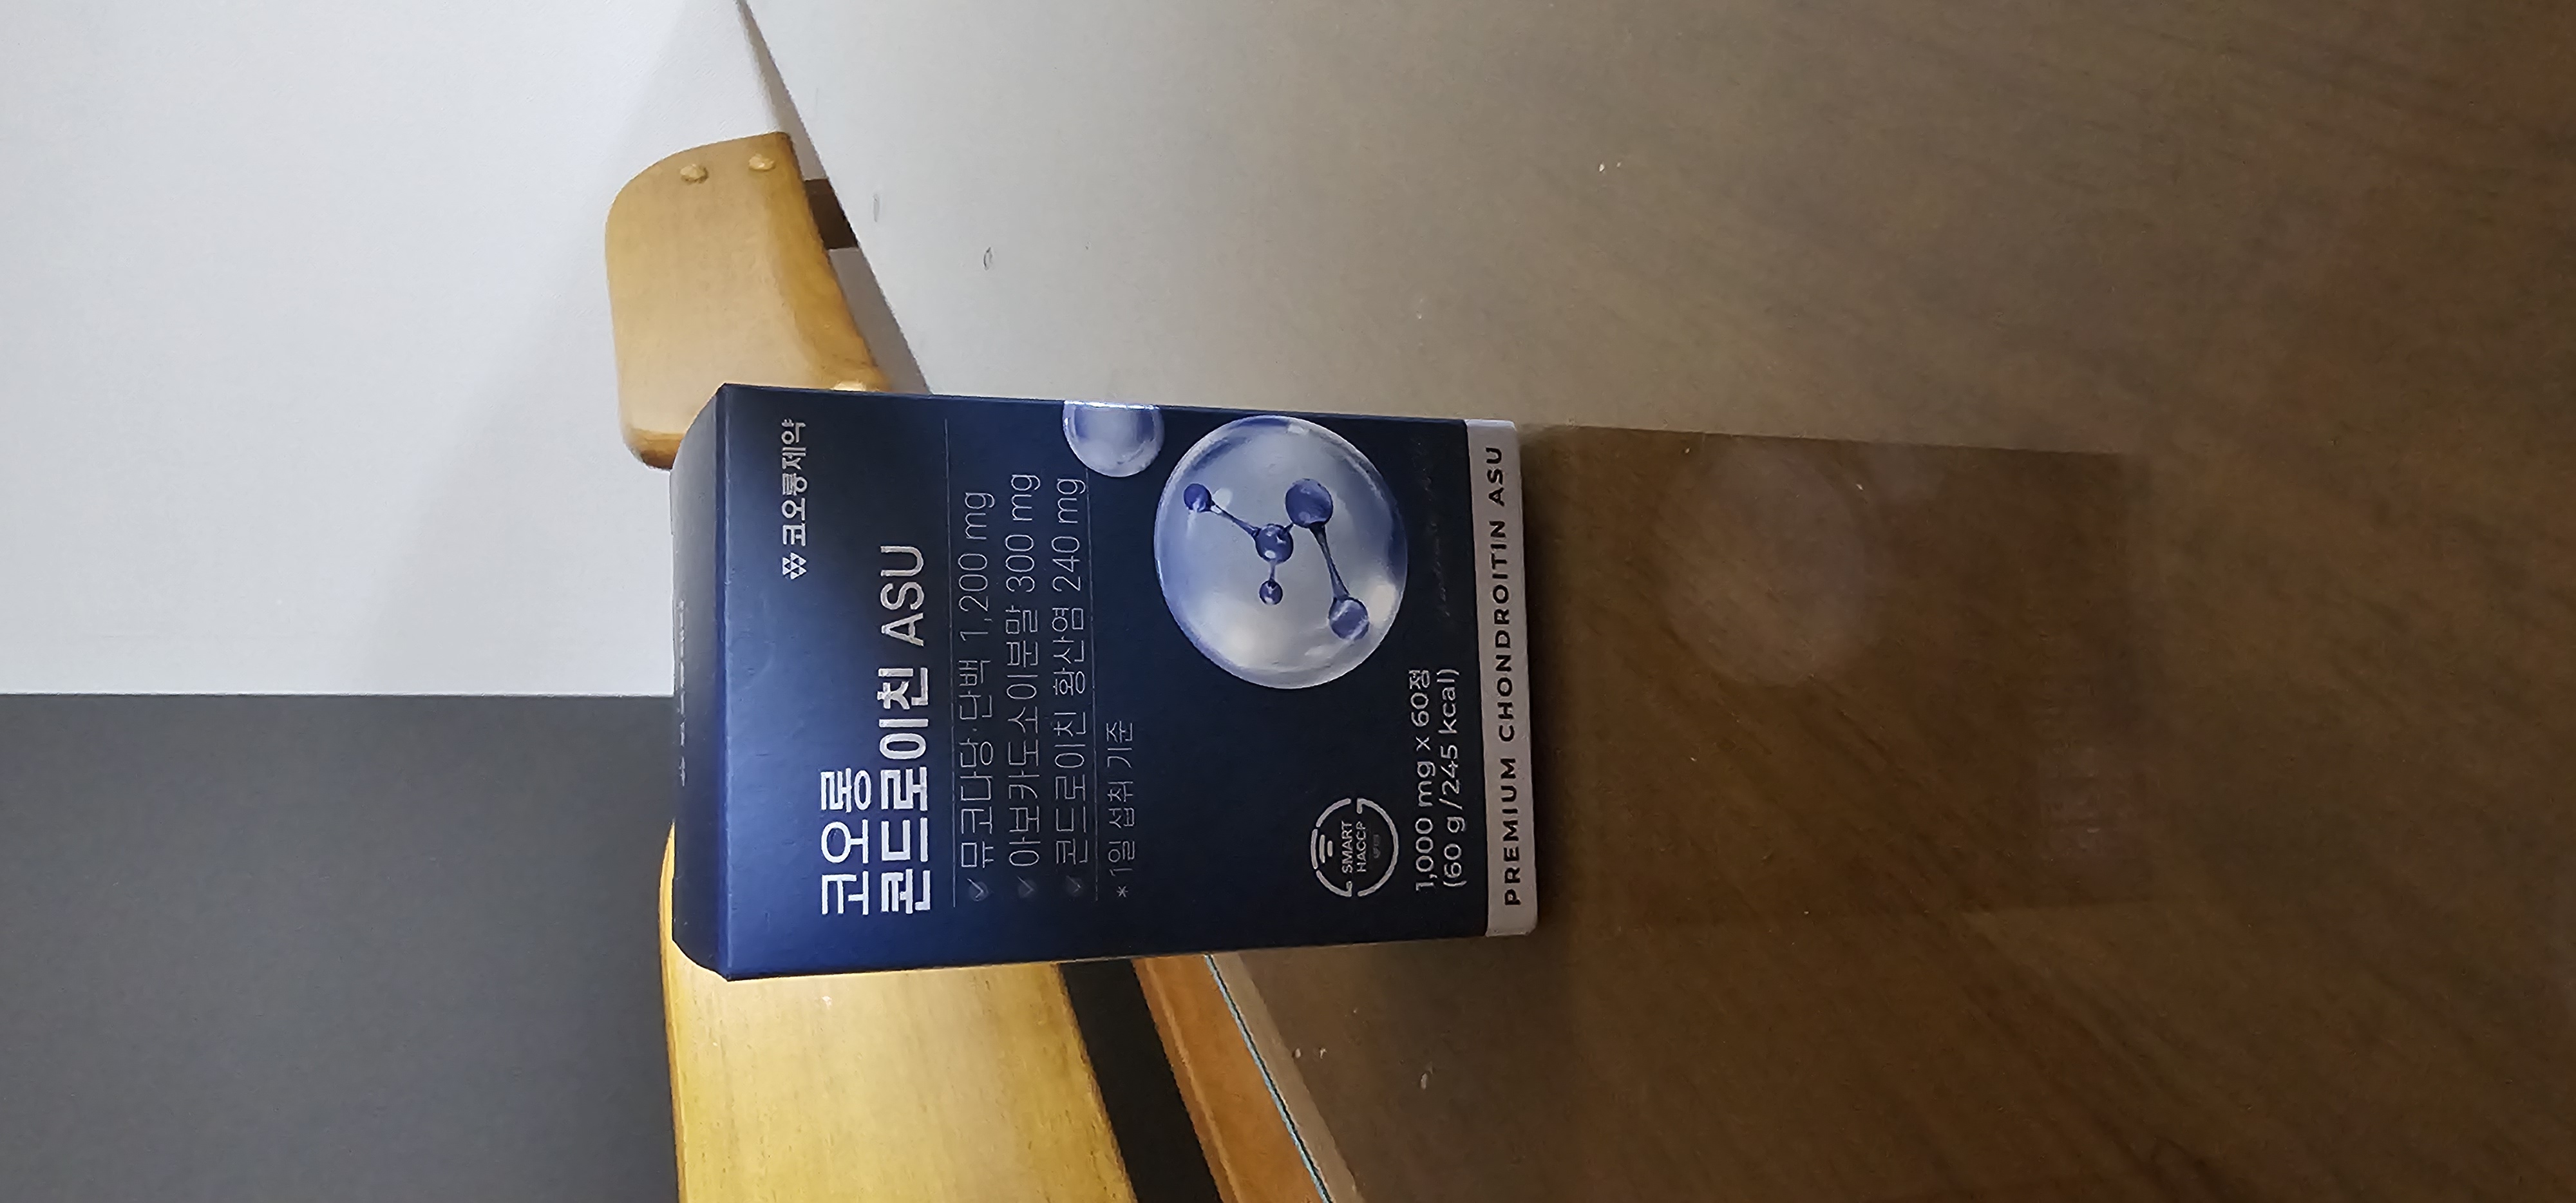 코오롱제약
코오롱
콘드로이친 ASU
뮤코다당·단백 1,200 mg
아보카도소이분말 300 mg
콘드로이친 황산염 240 mg
*1일 섭취 기준
SMART
HACCP
1,000 mg x 60정
(60 g/245 kcal)
PREMIUM CHONDROITIN ASU